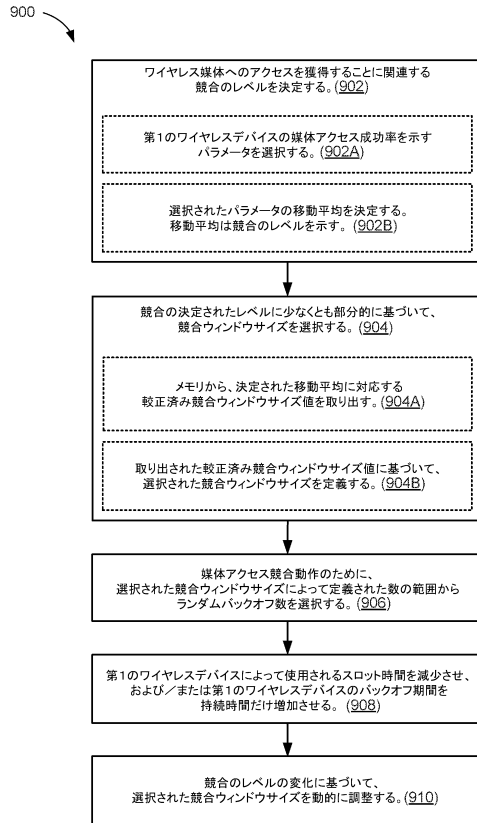 900
ワイヤレス媒体へのアクセスを獲得することに関連する
競合のレベルを決定する。(902)
第1のワイヤレスデバイスの媒体アクセス成功率を示す
パラメータを選択する。(902A)
選択されたパラメータの移動平均を決定する。
移動平均は競合のレベルを示す。(902B)
競合の決定されたレベルに少なくとも部分的に基づいて、
競合ウィンドウサイズを選択する。(904)
メモリから、決定された移動平均に対応する
較正済み競合ウィンドウサイズ値を取り出す。(904A)
取り出された較正済み競合ウィンドウサイズ値に基づいて、
選択された競合ウィンドウサイズを定義する。(904B)
媒体アクセス競合動作のために、
選択された競合ウィンドウサイズによって定義された数の範囲から
ランダムバックオフ数を選択する。(906)
第1のワイヤレスデバイスによって使用されるスロット時間を減少させ、
および/または第1のワイヤレスデバイスのバックオフ期間を
持続時間だけ増加させる。(908)
競合のレベルの変化に基づいて、
選択された競合ウィンドウサイズを動的に調整する。(910)